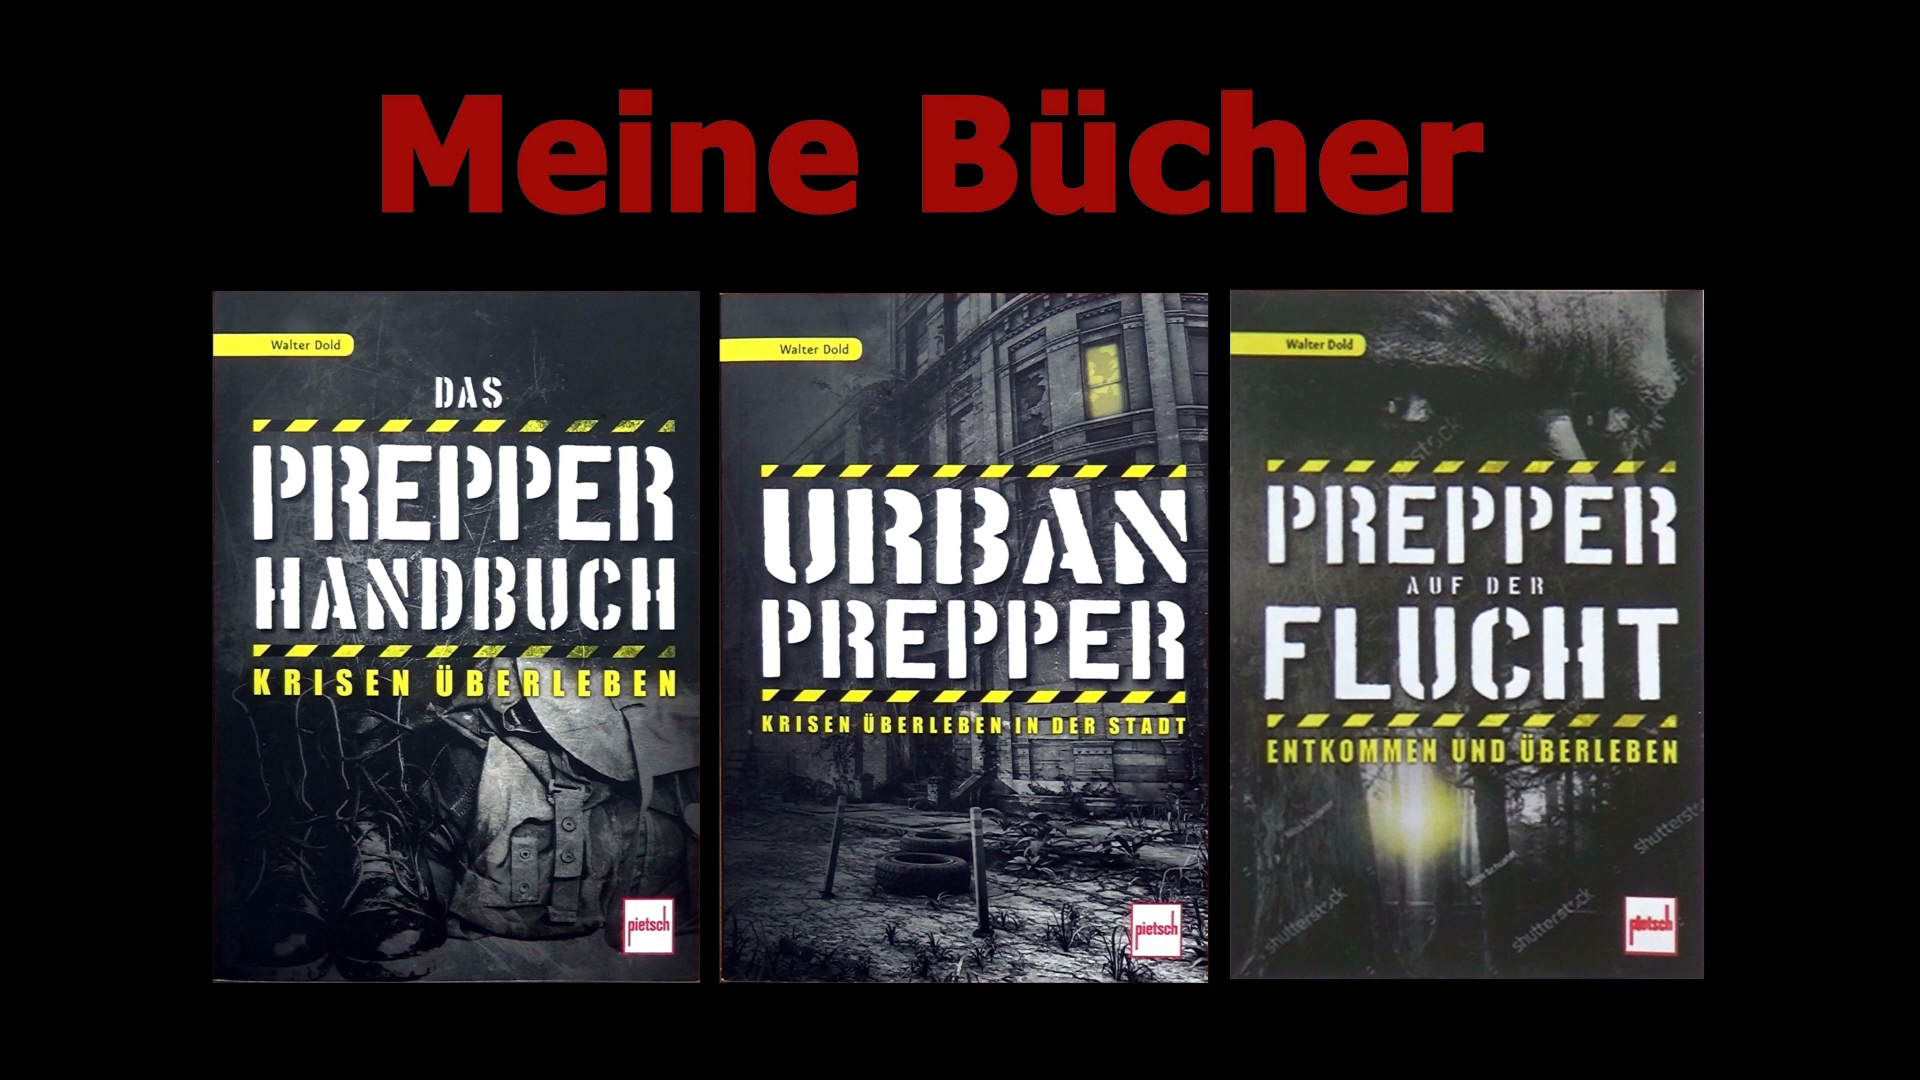 Meine Bücher
Walter Dold
DAS
PREPPER
HANDBUCH
KRISEN ÜBERLEBEN
pietsch
Walter Dold
URBAN
PREPPER
KRISEN ÜBERLEBEN IN DER STADT
pietsch
Walter Dold
PREPPER
AUF DER
FLUCHT
ENTKOMMEN UND ÜBERLEBEN
shutterstock
shutterstock
shutterstock
pietsch